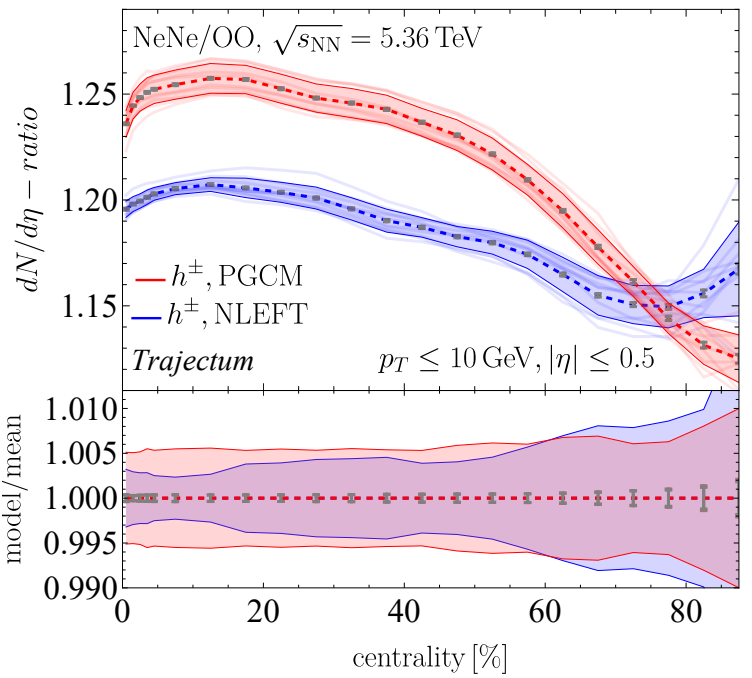 NeNe/OO, √s_NN = 5.36 TeV
1.25
1.20
1.15
dN/dη − ratio
h±, PGCM
h±, NLEFT
Trajectum
p_T ≤ 10 GeV, |η| ≤ 0.5
1.010
1.005
1.000
0.995
0.990
model/mean
0 20 40 60 80
centrality [%]